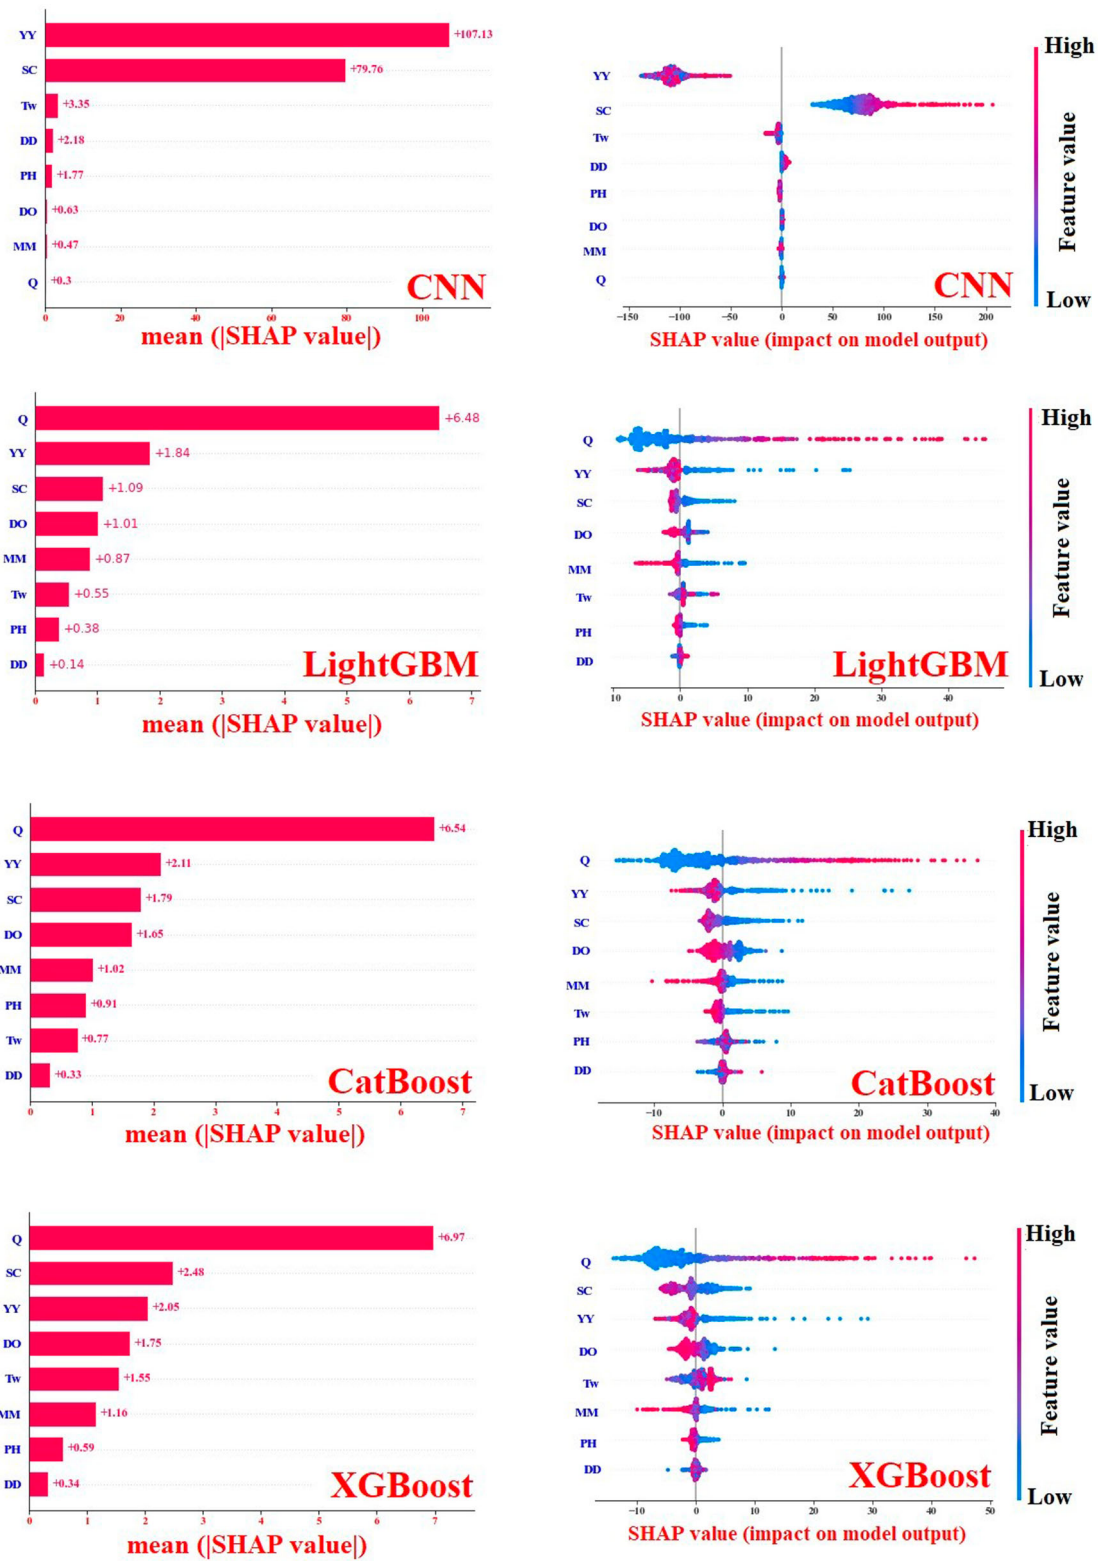 YY +107.13
SC +79.76
Tw +3.35
DD +2.18
PH +1.77
DO +0.63
MM +0.47
Q +0.3
CNN
0 20 40 60 80 100
mean (|SHAP value|)
High
YY
SC
Tw
DD
PH
DO
MM
Q
CNN
Feature value
Low
−150 −100 −50 0 50 100 150 200
SHAP value (impact on model output)
Q +6.48
YY +1.84
SC +1.09
DO +1.01
MM +0.87
Tw +0.55
PH +0.38
DD +0.14
LightGBM
0 1 2 3 4 5 6 7
mean (|SHAP value|)
High
Q
YY
SC
DO
MM
Tw
PH
DD
LightGBM
Feature value
Low
10 0 10 20 30 40
SHAP value (impact on model output)
Q +6.54
YY +2.11
SC +1.79
DO +1.65
MM +1.02
PH +0.91
Tw +0.77
DD +0.33
CatBoost
0 1 2 3 4 5 6 7
mean (|SHAP value|)
High
Q
YY
SC
DO
MM
Tw
PH
DD
CatBoost
Feature value
Low
−10 0 10 20 30 40
SHAP value (impact on model output)
Q +6.97
SC +2.48
YY +2.05
DO +1.75
Tw +1.55
MM +1.16
PH +0.59
DD +0.34
XGBoost
0 1 2 3 4 5 6 7
mean (|SHAP value|)
High
Q
SC
YY
DO
Tw
MM
PH
DD
XGBoost
Feature value
Low
−10 0 10 20 30 40 50
SHAP value (impact on model output)